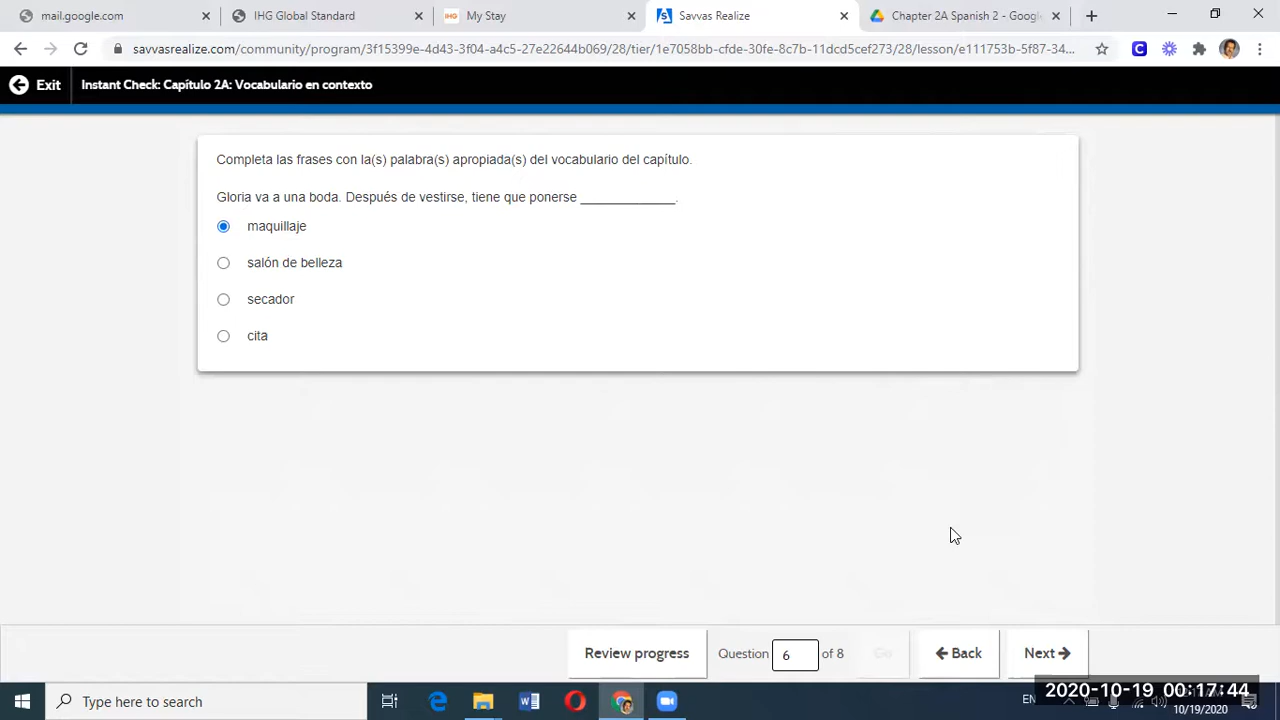 mail.google.com
IHG Global Standard
IHG My Stay
Savvas Realize
Chapter 2A Spanish 2 - Googl
savvasrealize.com/community/program/3f15399e-4d43-3f04-a4c5-27e22644b069/28/tier/1e7058bb-cfde-30fe-8c7b-11dcd5cef273/28/lesson/e111753b-5f87-34...
Exit
Instant Check: Capítulo 2A: Vocabulario en contexto
Completa las frases con la(s) palabra(s) apropiada(s) del vocabulario del capítulo.
Gloria va a una boda. Después de vestirse, tiene que ponerse _____________.
maquillaje
salón de belleza
secador
cita
Review progress
Question 6 of 8
Go
Back
Next
Type here to search
EN
2020-10-19 00:17:44
10/19/2020